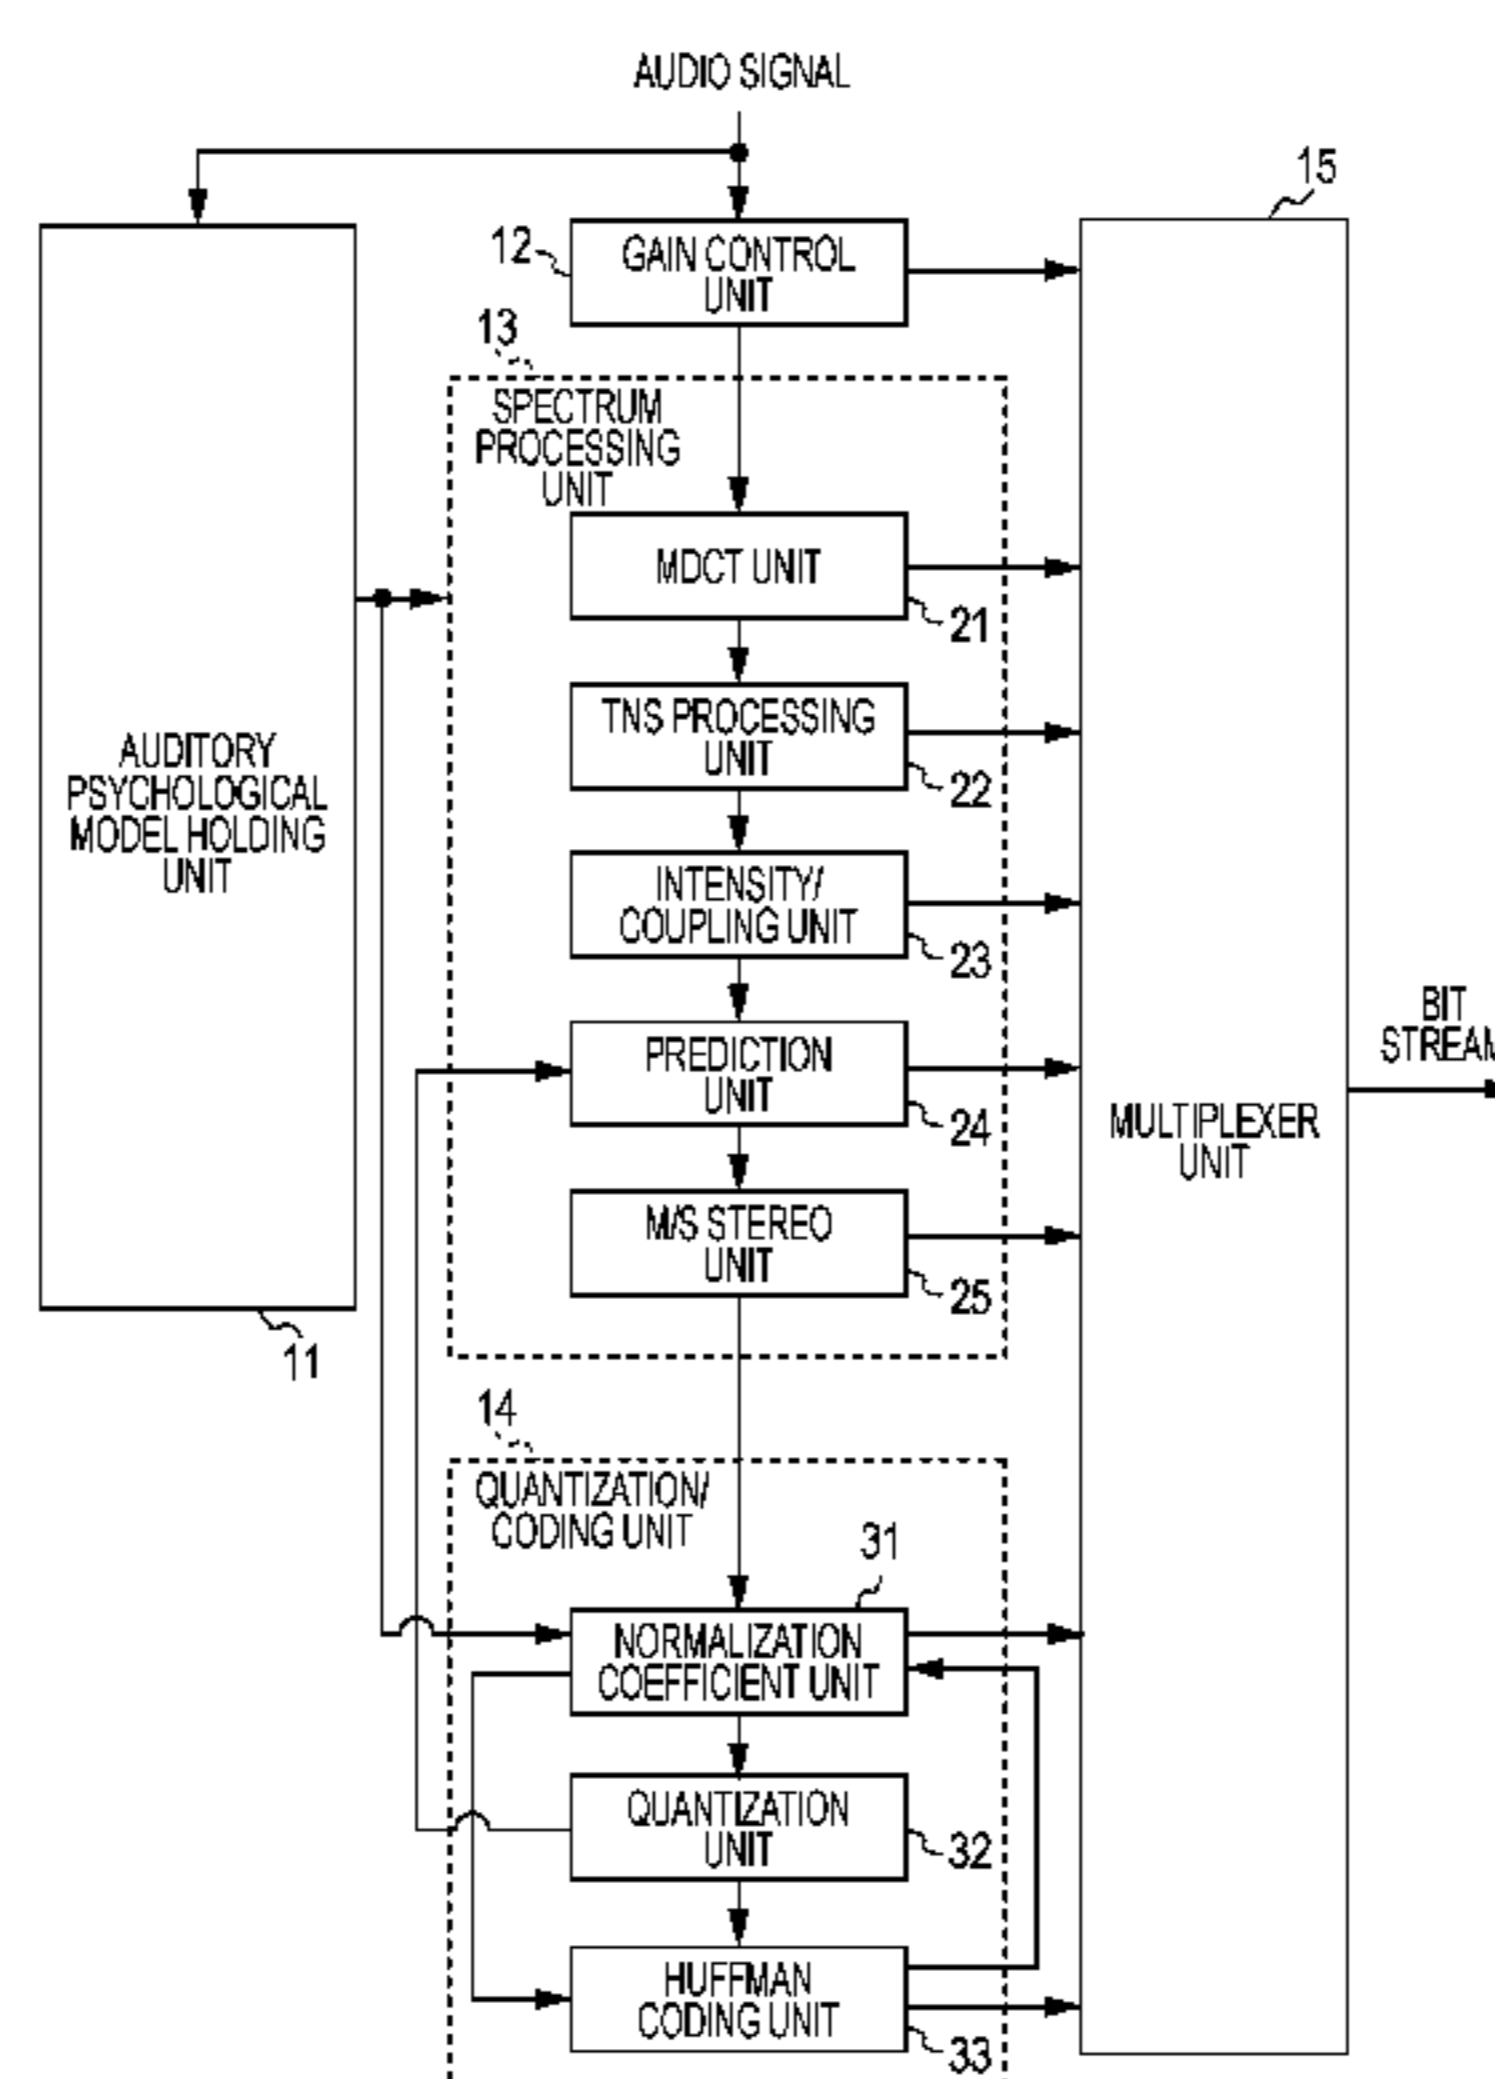 AUDIO SIGNAL
15
12
GAIN CONTROL
UNIT
13
SPECTRUM
PROCESSING
UNIT
MDCT UNIT
21
TNS PROCESSING
UNIT
22
AUDITORY
PSYCHOLOGICAL
MODEL HOLDING
UNIT
INTENSITY/
COUPLING UNIT
23
PREDICTION
UNIT
24
BIT
STREAM
MULTIPLEXER
UNIT
M/S STEREO
UNIT
25
11
14
QUANTIZATION/
CODING UNIT
31
NORMALIZATION
COEFFICIENT UNIT
QUANTIZATION
UNIT
32
HUFFMAN
CODING UNIT
33